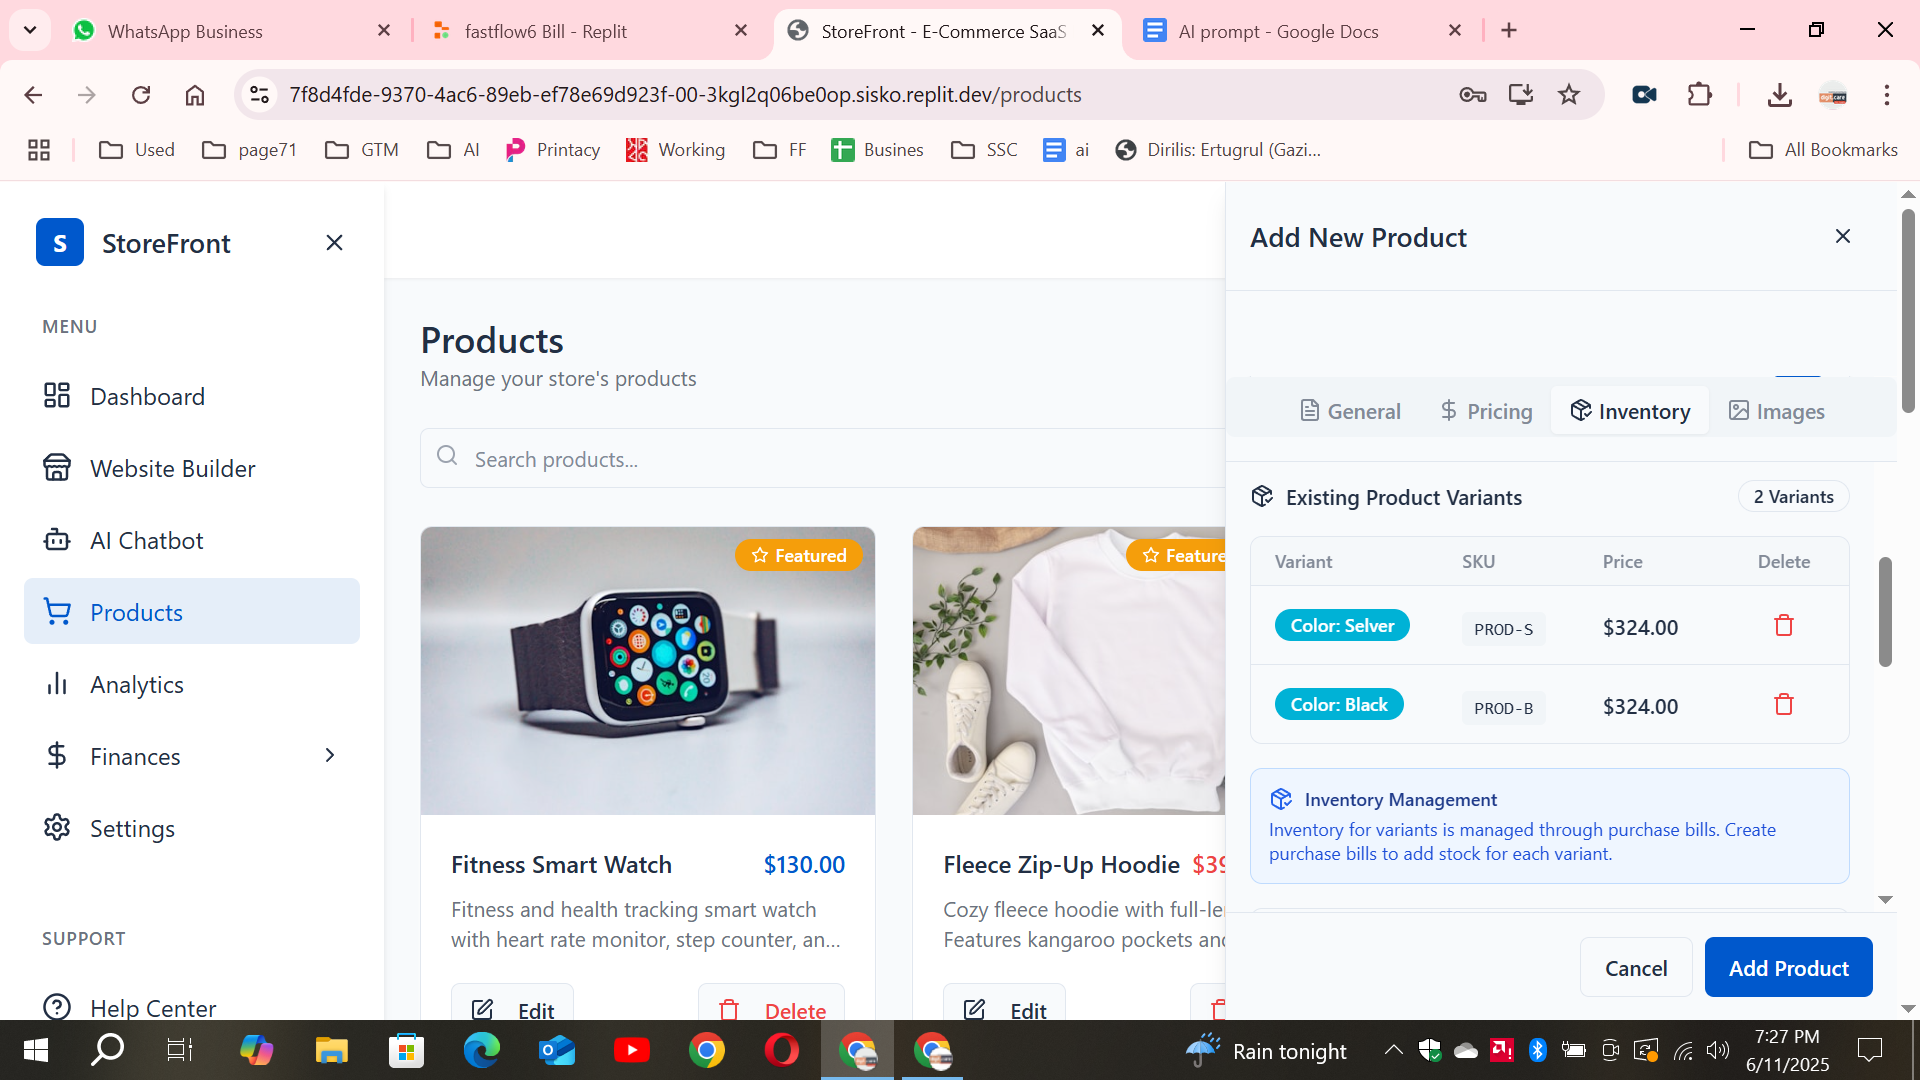 WhatsApp Business
fastflow6 Bill - Replit
StoreFront - E-Commerce SaaS
AI prompt - Google Docs
7f8d4fde-9370-4ac6-89eb-ef78e69d923f-00-3kgl2q06be0op.sisko.replit.dev/products
Used
page71
GTM
AI
Printacy
Working
FF
Busines
SSC
ai
Dirilis: Ertugrul (Gazi...
All Bookmarks
S StoreFront
MENU
Dashboard
Website Builder
AI Chatbot
Products
Analytics
Finances
Settings
SUPPORT
Help Center
Products
Manage your store's products
Search products...
Featured
Fitness Smart Watch $130.00
Fitness and health tracking smart watch
with heart rate monitor, step counter, an...
Edit Delete
Feature
Fleece Zip-Up Hoodie $39
Cozy fleece hoodie with full-le
Features kangaroo pockets and
Edit
Add New Product
General Pricing Inventory Images
Existing Product Variants 2 Variants
Variant SKU Price Delete
Color: Selver PROD-S $324.00
Color: Black PROD-B $324.00
Inventory Management
Inventory for variants is managed through purchase bills. Create
purchase bills to add stock for each variant.
Cancel Add Product
Rain tonight
7:27 PM
6/11/2025